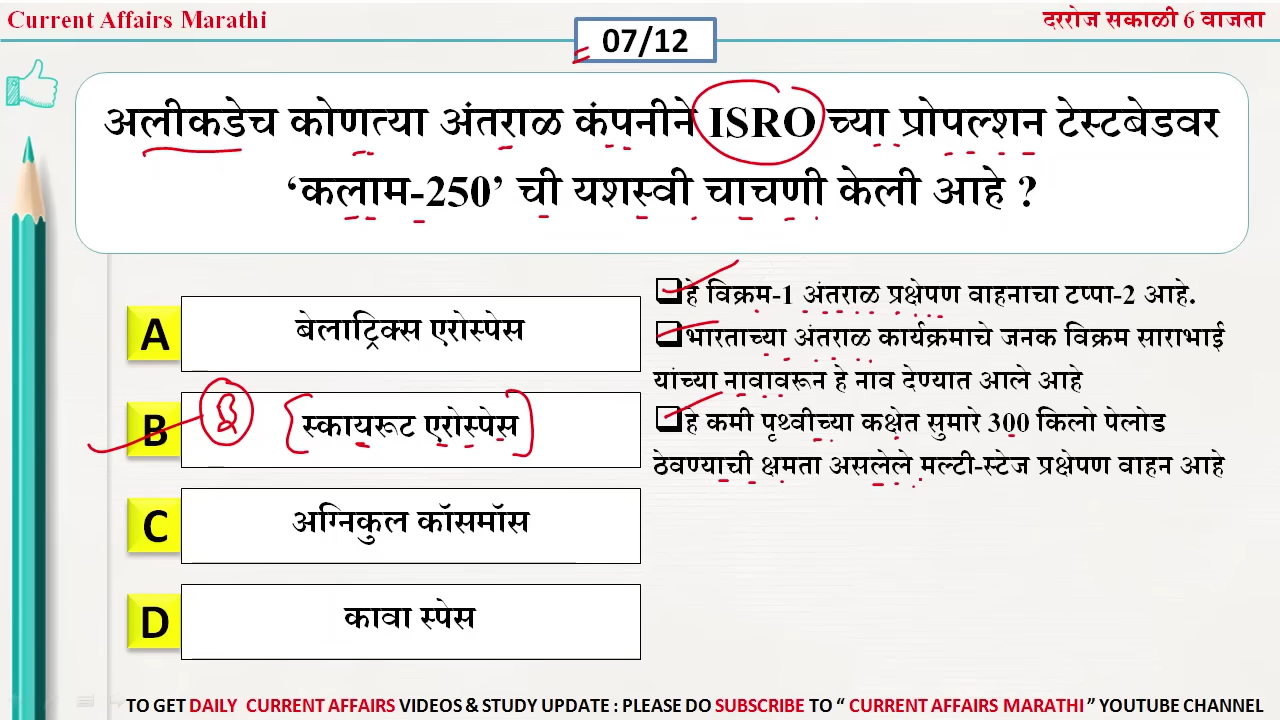 Current Affairs Marathi
दररोज सकाळी 6 वाजता
07/12
अलीकडेच कोणत्या अंतराळ कंपनीने ISRO च्या प्रोपल्शन टेस्टबेडवर
‘कलाम-250’ ची यशस्वी चाचणी केली आहे ?
A बेलाट्रिक्स एरोस्पेस
B स्कायरूट एरोस्पेस
C अग्निकुल कॉसमॉस
D कावा स्पेस
हे विक्रम-1 अंतराळ प्रक्षेपण वाहनाचा टप्पा-2 आहे.
भारताच्या अंतराळ कार्यक्रमाचे जनक विक्रम साराभाई
यांच्या नावावरून हे नाव देण्यात आले आहे
हे कमी पृथ्वीच्या कक्षेत सुमारे 300 किलो पेलोड
ठेवण्याची क्षमता असलेले मल्टी-स्टेज प्रक्षेपण वाहन आहे
TO GET DAILY CURRENT AFFAIRS VIDEOS & STUDY UPDATE : PLEASE DO SUBSCRIBE TO “ CURRENT AFFAIRS MARATHI ” YOUTUBE CHANNEL